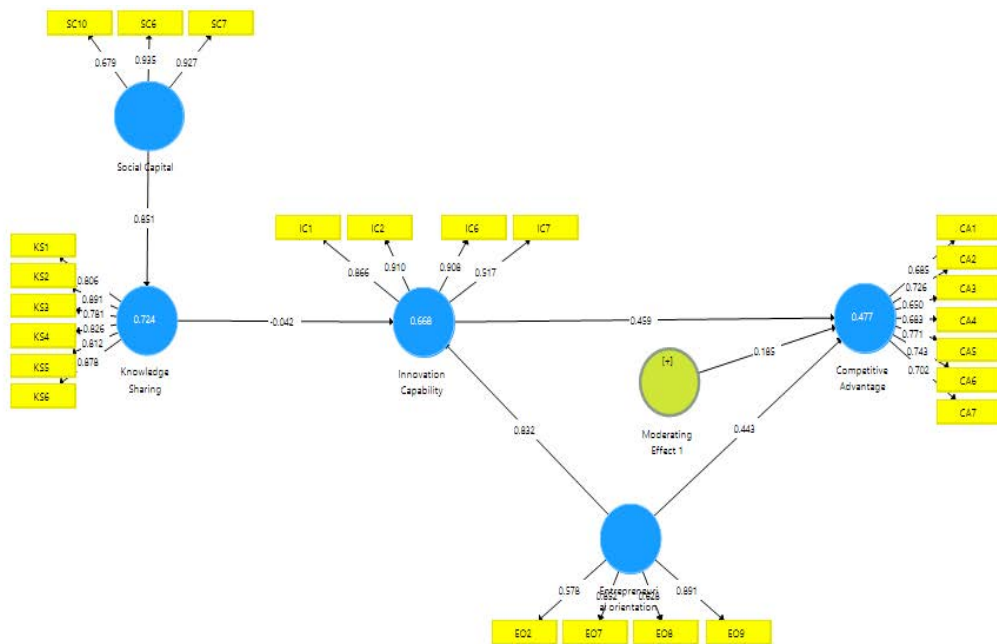 SC10
SC6
SC7
0.679
0.935
0.927
Social Capital
0.851
KS1
KS2
KS3
KS4
KS5
KS6
0.806
0.891
0.781
0.826
0.812
0.878
0.724
Knowledge
Sharing
-0.042
IC1
IC2
IC6
IC7
0.866
0.910
0.908
0.517
0.668
Innovation
Capability
0.459
[+]
Moderating
Effect 1
0.185
0.832
0.443
CA1
CA2
CA3
CA4
CA5
CA6
CA7
0.685
0.726
0.650
0.683
0.771
0.743
0.702
0.477
Competitive
Advantage
Entrepreneuri
al orientation
0.578
0.891
EO2
EO7
EO8
EO9